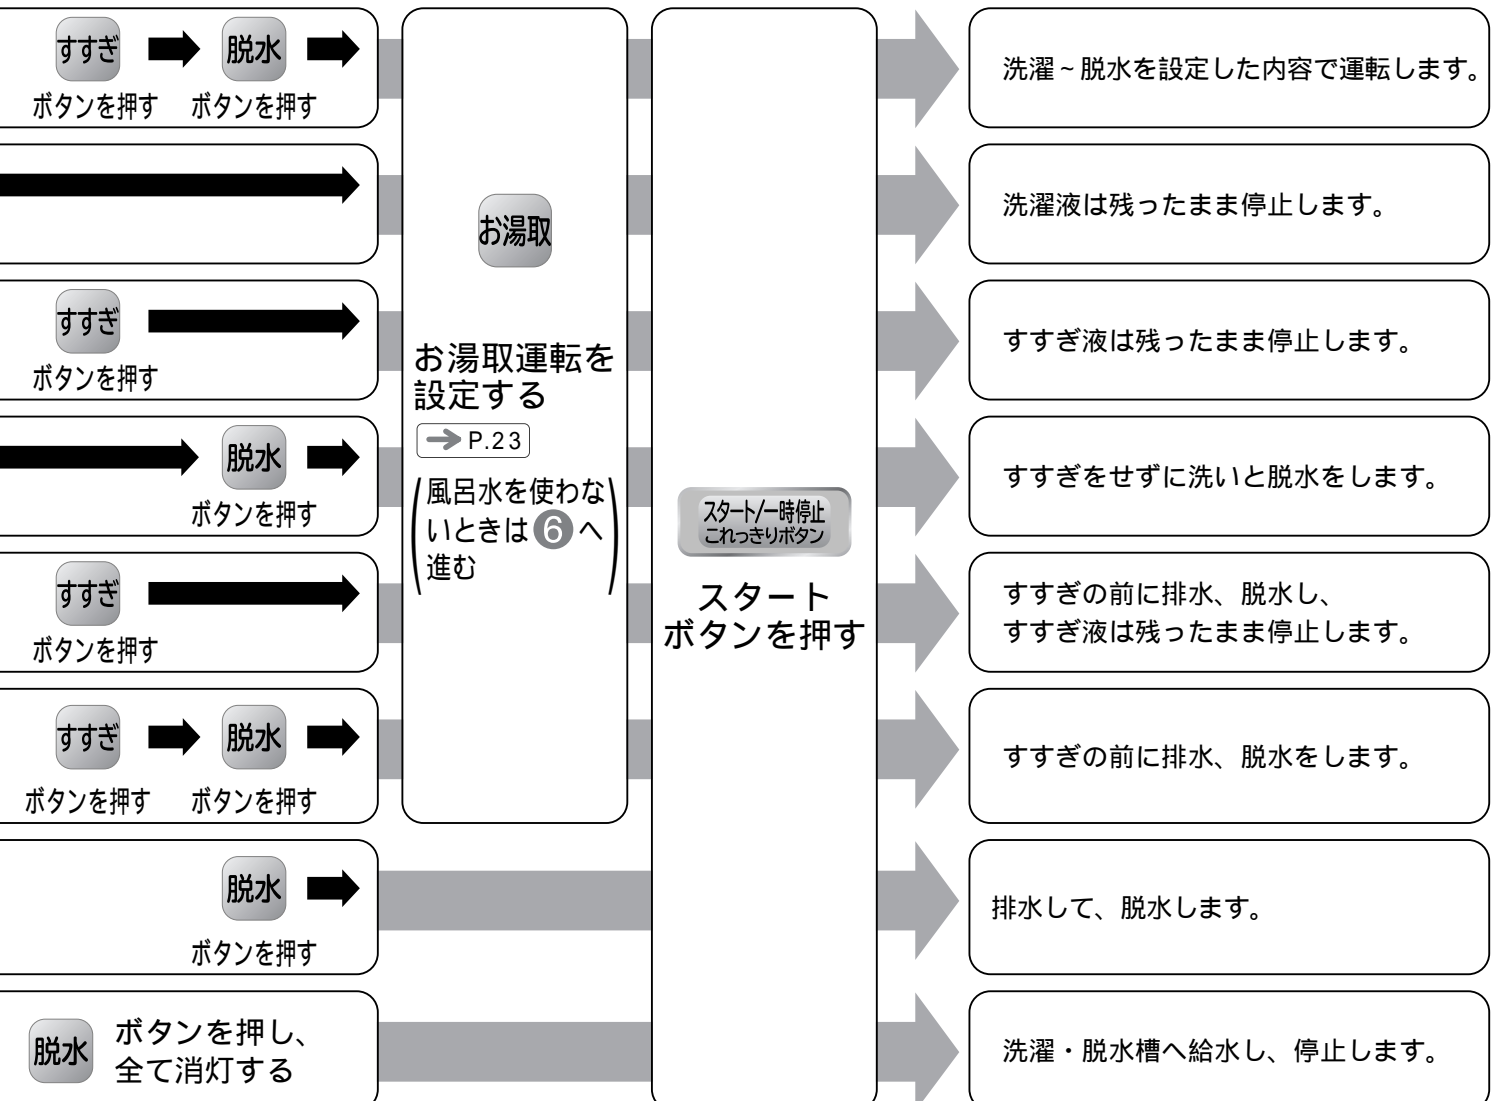 すすぎ
脱水
ボタンを押す
ボタンを押す
洗濯~脱水を設定した内容で運転します。
洗濯液は残ったまま停止します。
お湯取
すすぎ
ボタンを押す
お湯取運転を
設定する
→ P.23
(風呂水を使わな
いときは6へ
進む)
すすぎ液は残ったまま停止します。
脱水
ボタンを押す
スタート/一時停止
これっきりボタン
スタート
ボタンを押す
すすぎをせずに洗いと脱水をします。
すすぎ
ボタンを押す
すすぎの前に排水、脱水し、
すすぎ液は残ったまま停止します。
すすぎ
脱水
ボタンを押す
ボタンを押す
すすぎの前に排水、脱水をします。
脱水
ボタンを押す
排水して、脱水します。
脱水
ボタンを押し、
全て消灯する
洗濯・脱水槽へ給水し、停止します。